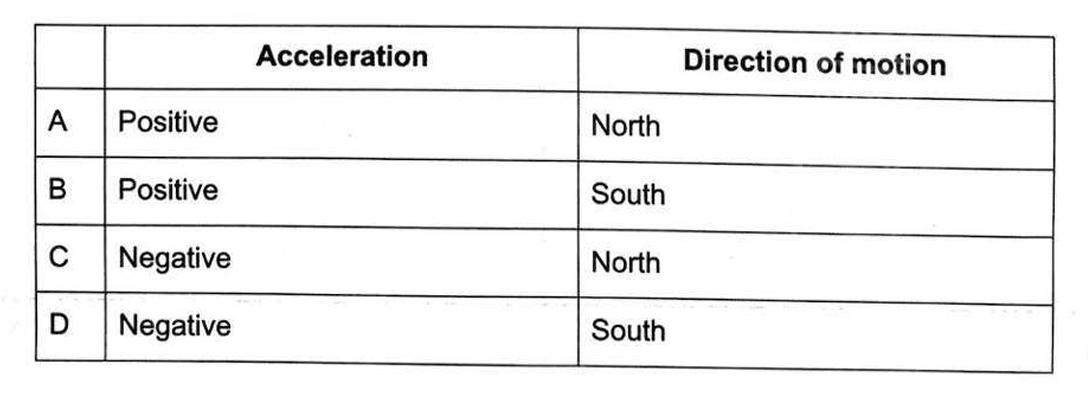 Acceleration Direction of motion
A Positive North
B Positive South
C Negative North
D Negative South